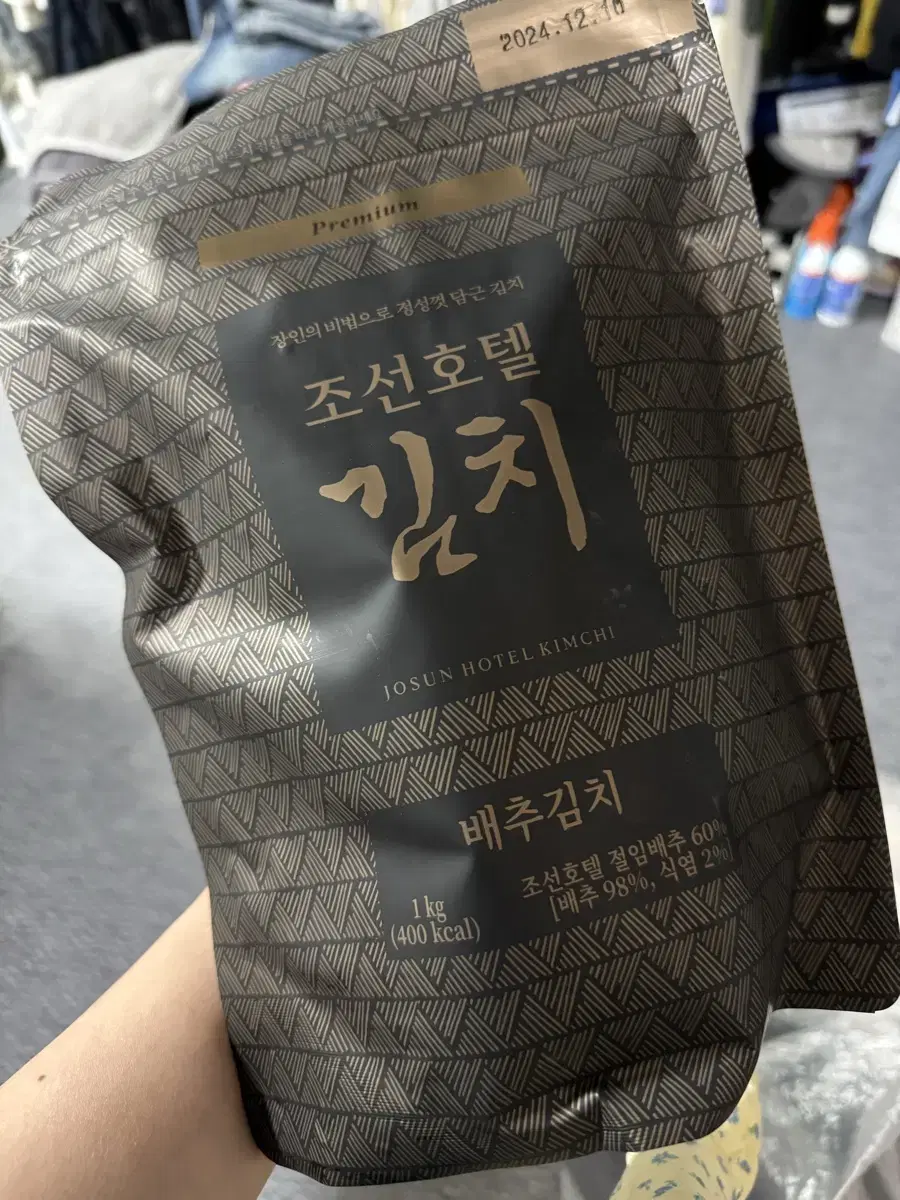 2024.12.10
Premium
장인의 비법으로 정성껏 담근 김치
조선호텔
김치
JOSUN HOTEL KIMCHI
배추김치
1 kg
(400 kcal)
조선호텔 절임배추 60%
[배추 98%, 식염 2%]